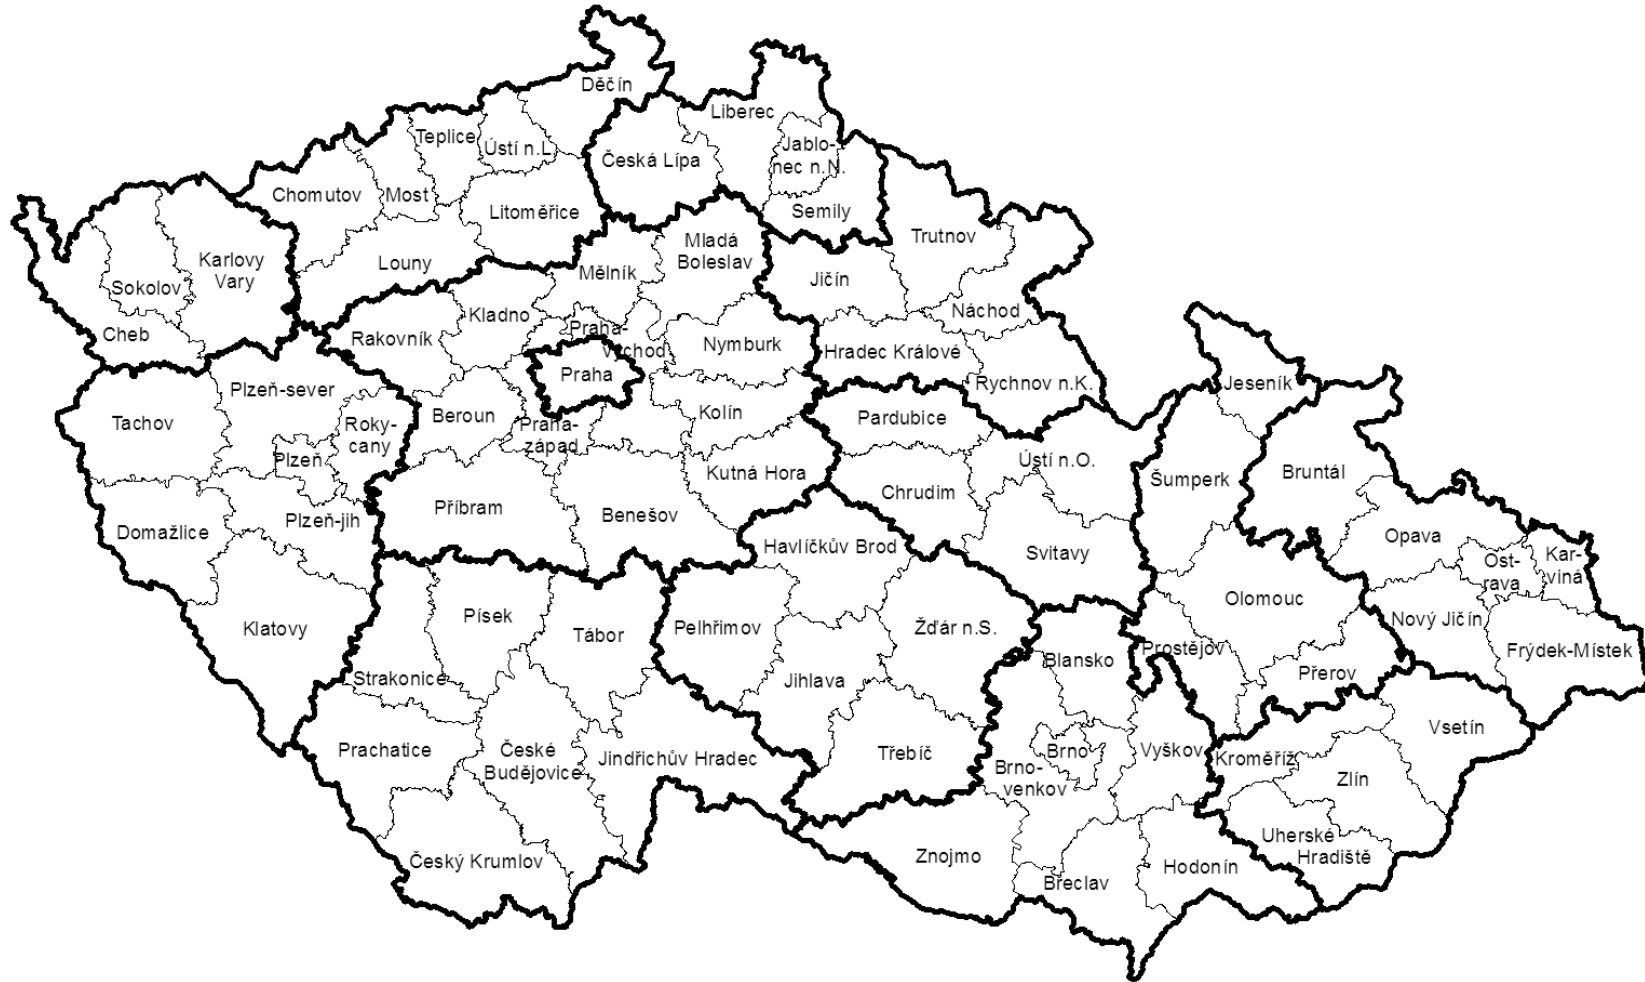 Děčín
Liberec
Teplice
Ústí n.L.
Jablo-
nec n.N.
Česká Lípa
Chomutov
Most
Litoměřice
Semily
Trutnov
Mladá
Boleslav
Karlovy
Vary
Louny
Mělník
Jičín
Sokolov
Náchod
Kladno
Cheb
Rakovník
Praha-
východ
Nymburk
Hradec Králové
Praha
Rychnov n.K.
Jeseník
Plzeň-sever
Tachov
Roky-
cany
Beroun
Praha-
západ
Kolín
Pardubice
Plzeň
Kutná Hora
Ústí n.O.
Šumperk
Bruntál
Chrudim
Příbram
Benešov
Domažlice
Plzeň-jih
Havlíčkův Brod
Svitavy
Opava
Ost-
rava
Kar-
viná
Olomouc
Písek
Klatovy
Tábor
Pelhřimov
Žďár n.S.
Nový Jičín
Prostějov
Frýdek-Místek
Blansko
Strakonice
Jihlava
Přerov
Vsetín
Prachatice
České
Budějovice
Jindřichův Hradec
Třebíč
Brno
Brno-
venkov
Vyškov
Kroměříž
Zlín
Uherské
Hradiště
Český Krumlov
Znojmo
Hodonín
Břeclav